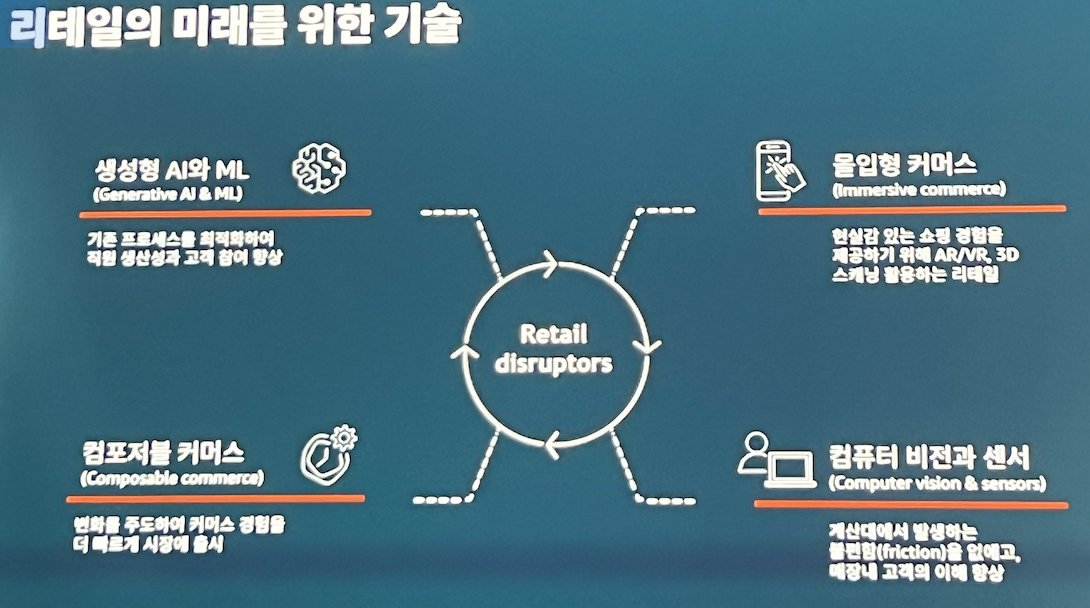 리테일의 미래를 위한 기술
생성형 AI와 ML
(Generative AI & ML)
기존 프로세스를 최적화하여
직원 생산성과 고객 참여 향상
몰입형 커머스
(Immersive commerce)
현실감 있는 쇼핑 경험을
제공하기 위해 AR/VR, 3D
스캐닝 활용하는 리테일
Retail
disruptors
컴포저블 커머스
(Composable commerce)
변화를 주도하여 커머스 경험을
더 빠르게 시장에 출시
컴퓨터 비전과 센서
(Computer vision & sensors)
계산대에서 발생하는
불편함(friction)을 없애고,
매장내 고객의 이해 향상